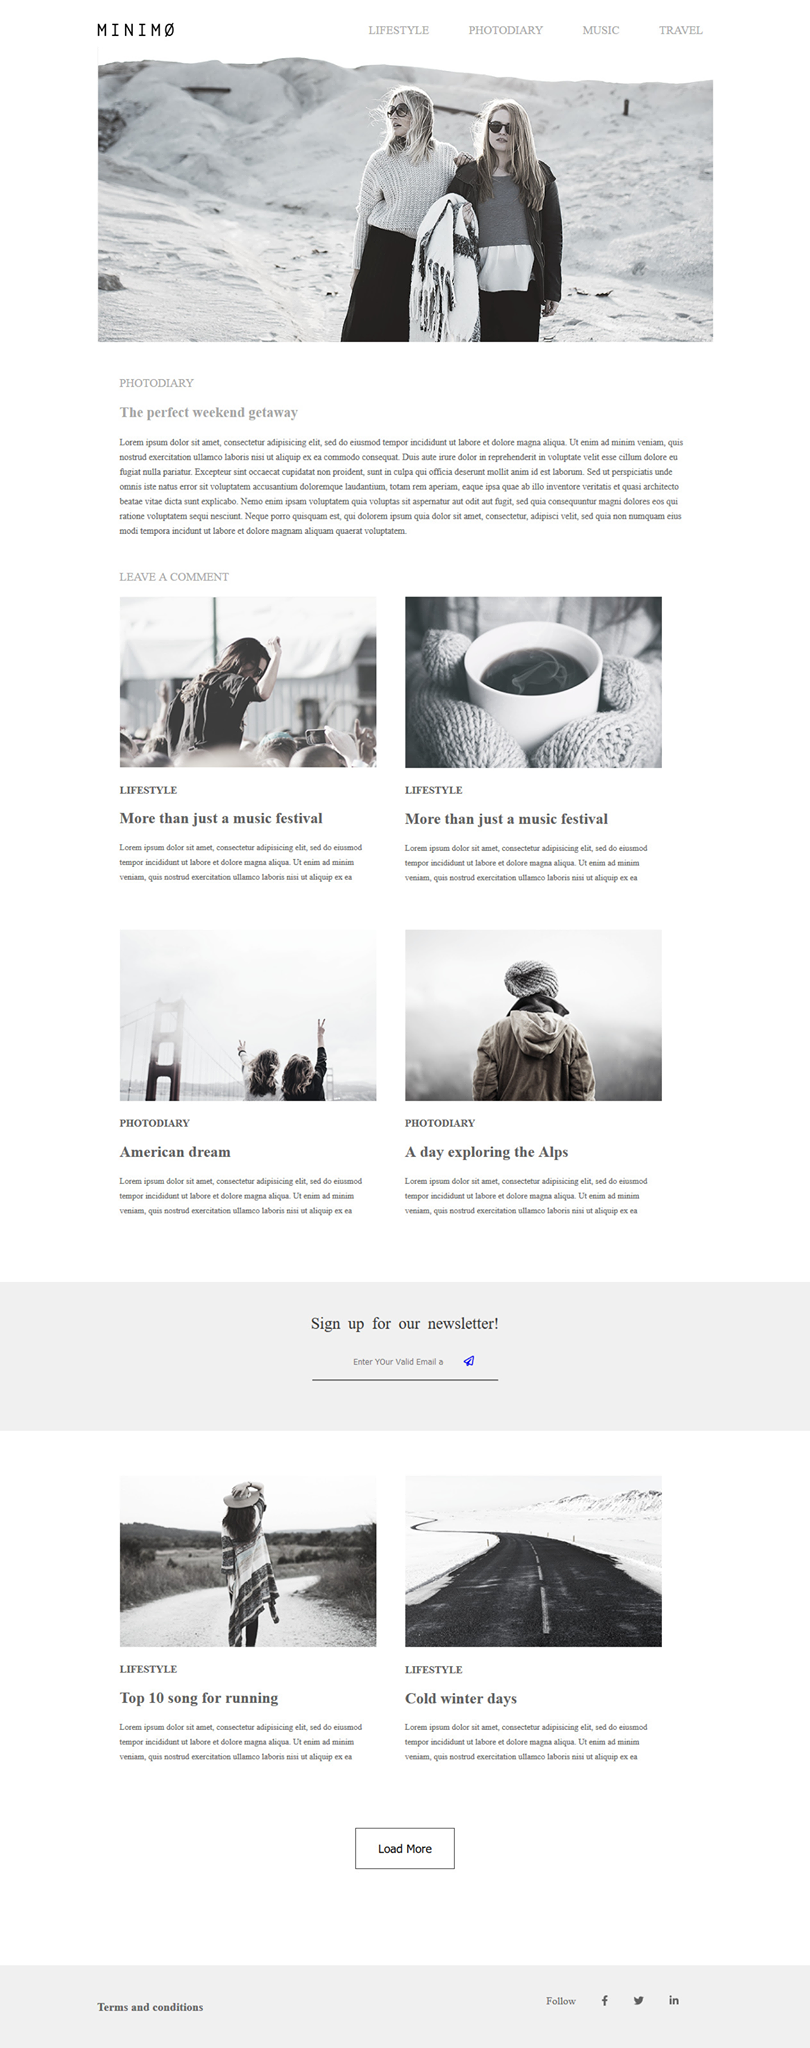 MINIMØ
LIFESTYLE PHOTODIARY MUSIC TRAVEL
PHOTODIARY
The perfect weekend getaway
Lorem ipsum dolor sit amet, consectetur adipisicing elit, sed do eiusmod tempor incididunt ut labore et dolore magna aliqua. Ut enim ad minim veniam, quis
nostrud exercitation ullamco laboris nisi ut aliquip ex ea commodo consequat. Duis aute irure dolor in reprehenderit in voluptate velit esse cillum dolore eu
fugiat nulla pariatur. Excepteur sint occaecat cupidatat non proident, sunt in culpa qui officia deserunt mollit anim id est laborum. Sed ut perspiciatis unde
omnis iste natus error sit voluptatem accusantium doloremque laudantium, totam rem aperiam, eaque ipsa quae ab illo inventore veritatis et quasi architecto
beatae vitae dicta sunt explicabo. Nemo enim ipsam voluptatem quia voluptas sit aspernatur aut odit aut fugit, sed quia consequuntur magni dolores eos qui
ratione voluptatem sequi nesciunt. Neque porro quisquam est, qui dolorem ipsum quia dolor sit amet, consectetur, adipisci velit, sed quia non numquam eius
modi tempora incidunt ut labore et dolore magnam aliquam quaerat voluptatem.
LEAVE A COMMENT
LIFESTYLE
More than just a music festival
Lorem ipsum dolor sit amet, consectetur adipisicing elit, sed do eiusmod
tempor incididunt ut labore et dolore magna aliqua. Ut enim ad minim
veniam, quis nostrud exercitation ullamco laboris nisi ut aliquip ex ea
LIFESTYLE
More than just a music festival
Lorem ipsum dolor sit amet, consectetur adipisicing elit, sed do eiusmod
tempor incididunt ut labore et dolore magna aliqua. Ut enim ad minim
veniam, quis nostrud exercitation ullamco laboris nisi ut aliquip ex ea
PHOTODIARY
American dream
Lorem ipsum dolor sit amet, consectetur adipisicing elit, sed do eiusmod
tempor incididunt ut labore et dolore magna aliqua. Ut enim ad minim
veniam, quis nostrud exercitation ullamco laboris nisi ut aliquip ex ea
PHOTODIARY
A day exploring the Alps
Lorem ipsum dolor sit amet, consectetur adipisicing elit, sed do eiusmod
tempor incididunt ut labore et dolore magna aliqua. Ut enim ad minim
veniam, quis nostrud exercitation ullamco laboris nisi ut aliquip ex ea
Sign up for our newsletter!
Enter YOur Valid Email a
LIFESTYLE
Top 10 song for running
Lorem ipsum dolor sit amet, consectetur adipisicing elit, sed do eiusmod
tempor incididunt ut labore et dolore magna aliqua. Ut enim ad minim
veniam, quis nostrud exercitation ullamco laboris nisi ut aliquip ex ea
LIFESTYLE
Cold winter days
Lorem ipsum dolor sit amet, consectetur adipisicing elit, sed do eiusmod
tempor incididunt ut labore et dolore magna aliqua. Ut enim ad minim
veniam, quis nostrud exercitation ullamco laboris nisi ut aliquip ex ea
Load More
Terms and conditions
Follow